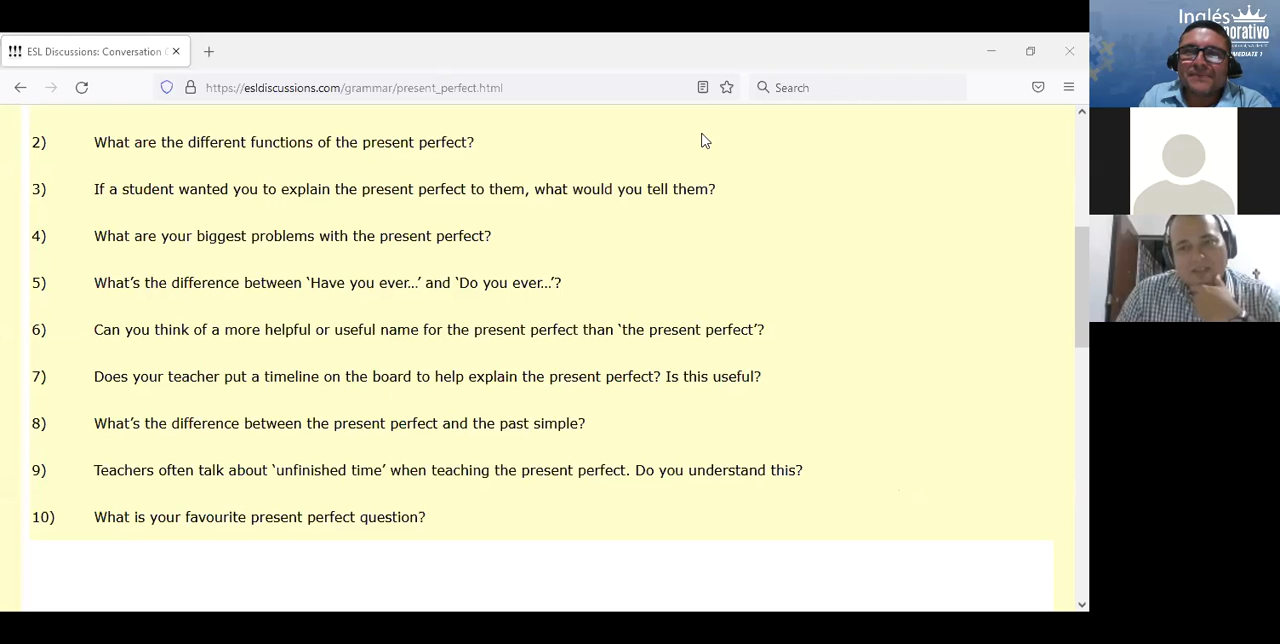 !!! ESL Discussions: Conversation
https://esldiscussions.com/grammar/present_perfect.html
Search
Inglés
MEDIATE 1
2) What are the different functions of the present perfect?
3) If a student wanted you to explain the present perfect to them, what would you tell them?
4) What are your biggest problems with the present perfect?
5) What’s the difference between ‘Have you ever...’ and ‘Do you ever...’?
6) Can you think of a more helpful or useful name for the present perfect than ‘the present perfect’?
7) Does your teacher put a timeline on the board to help explain the present perfect? Is this useful?
8) What’s the difference between the present perfect and the past simple?
9) Teachers often talk about ‘unfinished time’ when teaching the present perfect. Do you understand this?
10) What is your favourite present perfect question?